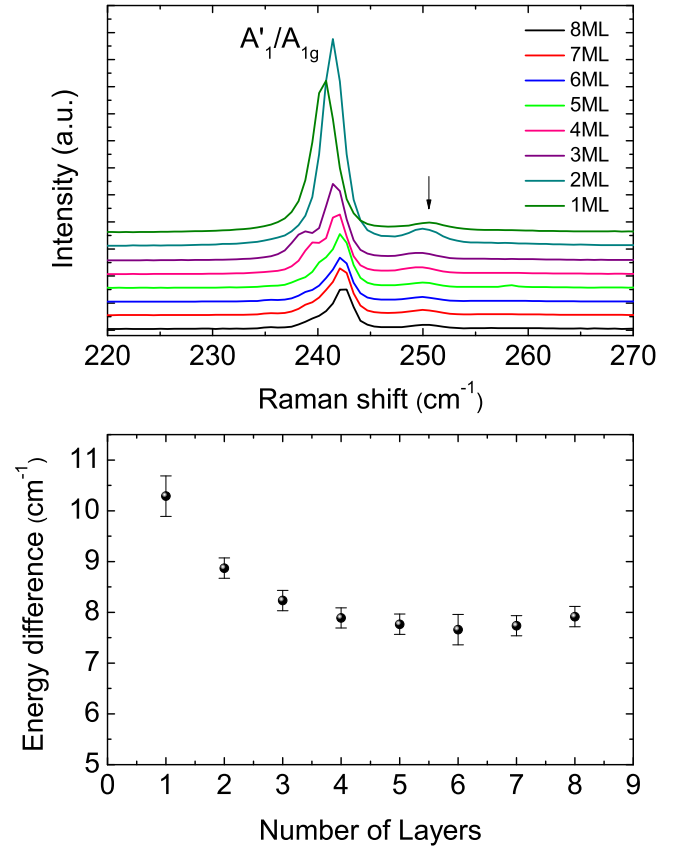 A'₁/A₁g
8ML
7ML
6ML
5ML
4ML
3ML
2ML
1ML
Intensity (a.u.)
220 230 240 250 260 270
Raman shift (cm⁻¹)
11
10
9
8
7
6
5
Energy difference (cm⁻¹)
0 1 2 3 4 5 6 7 8 9
Number of Layers